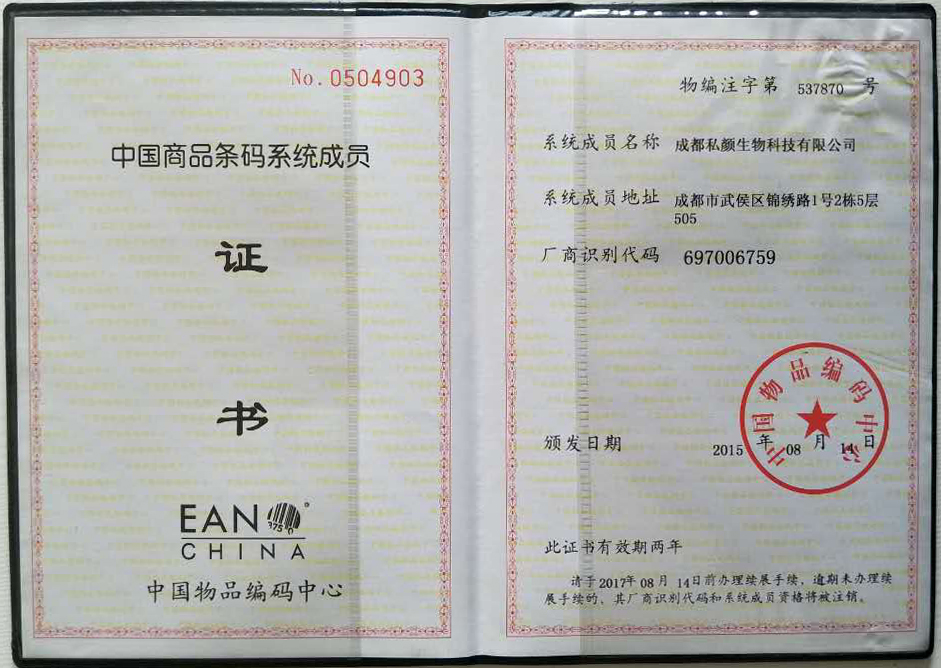 No.0504903
中国商品条码系统成员
证
书
EAN
CHINA
中国物品编码中心
物编注字第 537870 号
系统成员名称 成都私颜生物科技有限公司
系统成员地址 成都市武侯区锦绣路1号2栋5层
505
厂商识别代码 697006759
中国物品编码中心
颁发日期 2015 年 08 月 14 日
此证书有效期两年
请于2017年 08 月 14日前办理续展手续，逾期未办理续
展手续的，其厂商识别代码和系统成员资格将被注销。